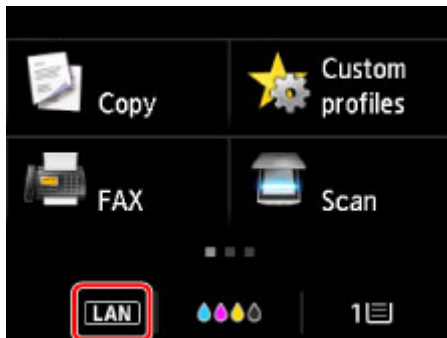 Copy
Custom
profiles
FAX
Scan
LAN
1